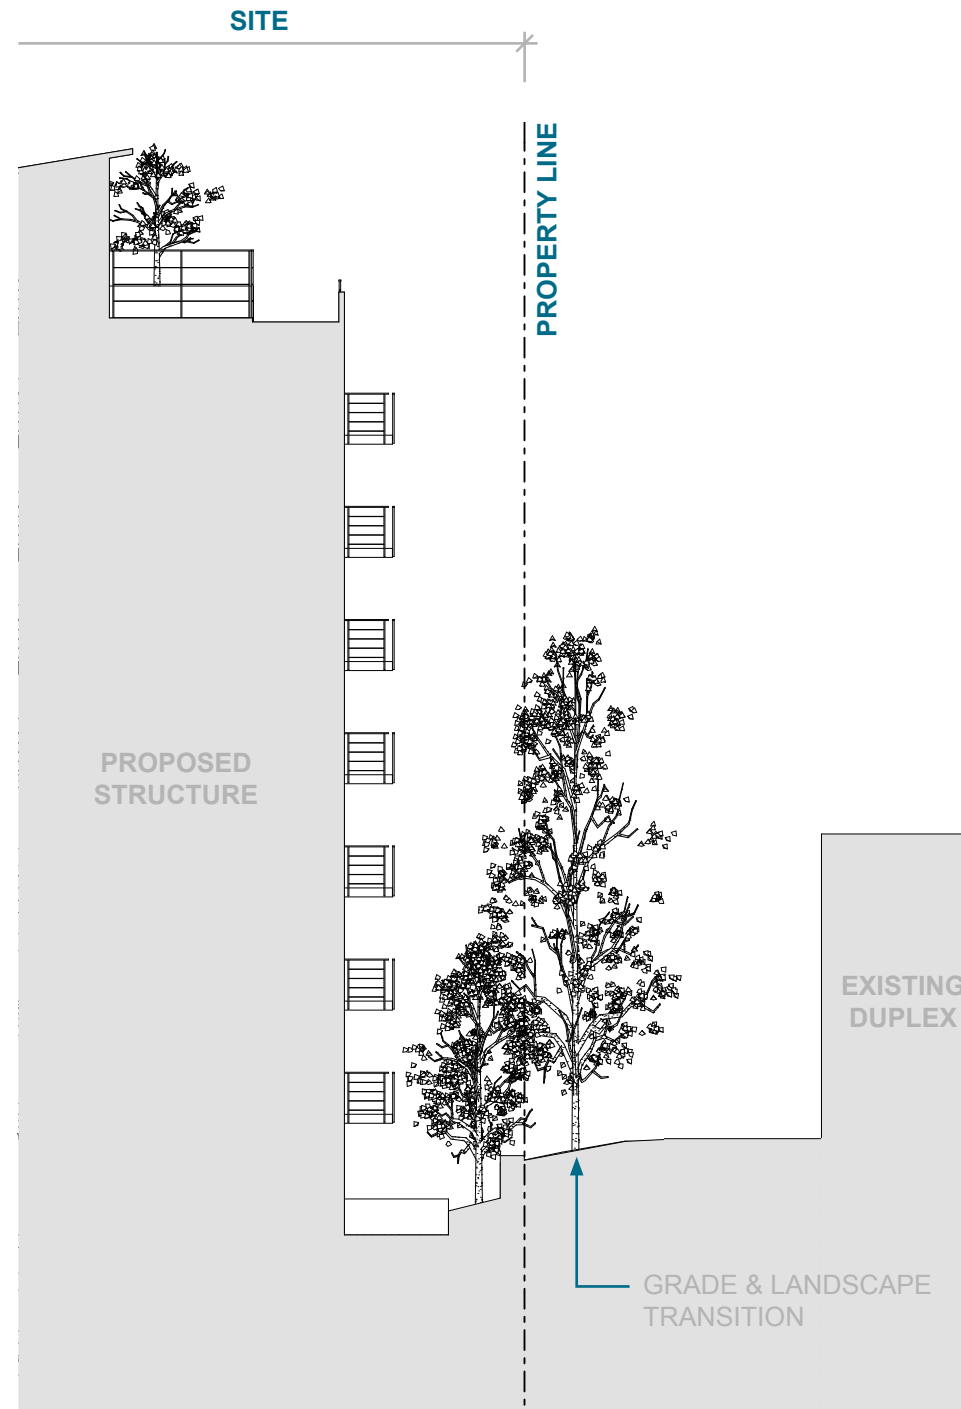 SITE
PROPERTY LINE
PROPOSED
STRUCTURE
EXISTING
DUPLEX
GRADE & LANDSCAPE
TRANSITION